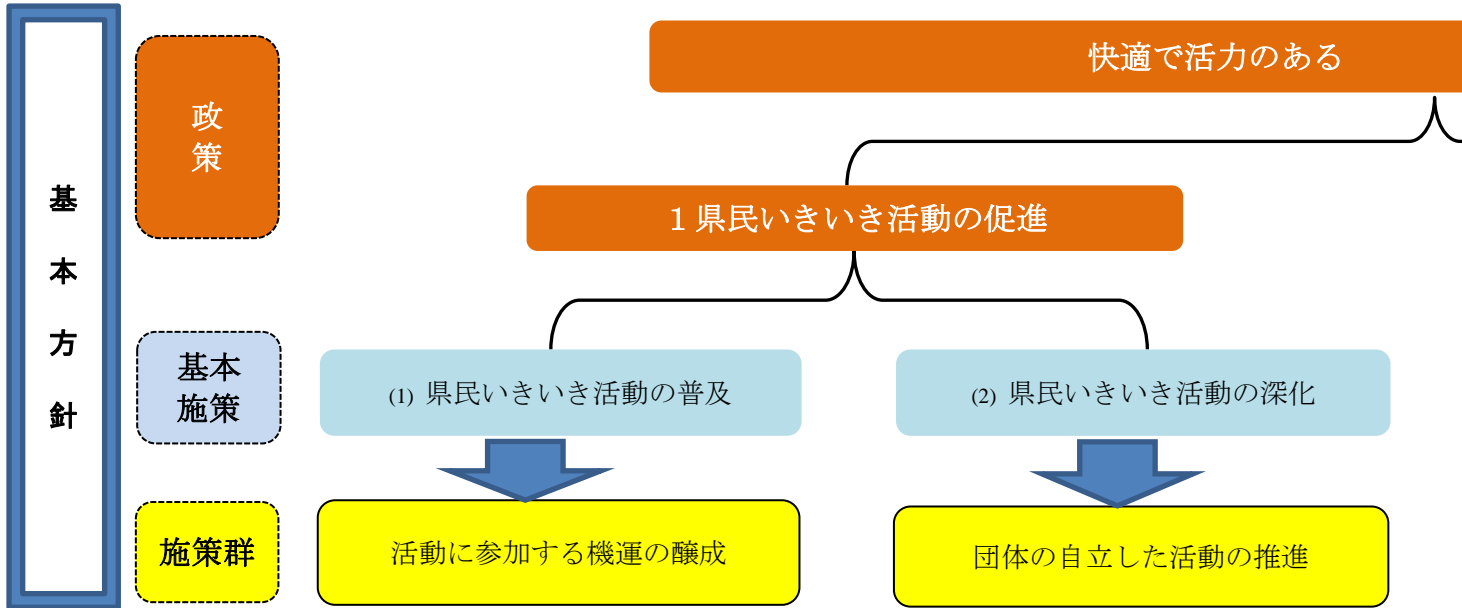 基本方針
政策
快適で活力のある
１県民いきいき活動の促進
基本
施策
(1) 県民いきいき活動の普及
(2) 県民いきいき活動の深化
施策群
活動に参加する機運の醸成
団体の自立した活動の推進